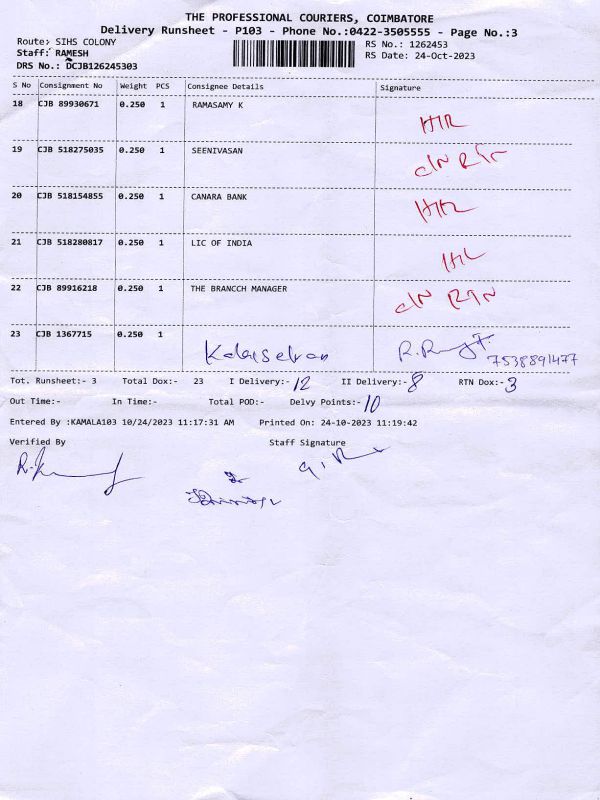 THE PROFESSIONAL COURIERS, COIMBATORE
Delivery Runsheet - P103 - Phone No.:0422-3505555 - Page No.:3
Route: SIHS COLONY RS No.: 1262453
Staff: RAMESH RS Date: 24-Oct-2023
DRS No.: DCJB126245303
S No Consignment No Weight PCS Consignee Details Signature
18 CJB 89930671 0.250 1 RAMASAMY K
19 CJB 518275035 0.250 1 SEENIVASAN
20 CJB 518154855 0.250 1 CANARA BANK
21 CJB 518280817 0.250 1 LIC OF INDIA
22 CJB 89916218 0.250 1 THE BRANCCH MANAGER
23 CJB 1367715 0.250 1
7538891477
Tot. Runsheet:- 3 Total Dox:- 23 I Delivery:- 12 II Delivery:- 8 RTN Dox:- 3
Out Time:- In Time:- Total POD:- Delvy Points:- 10
Entered By :KAMALA103 10/24/2023 11:17:31 AM Printed On: 24-10-2023 11:19:42
Verified By Staff Signature